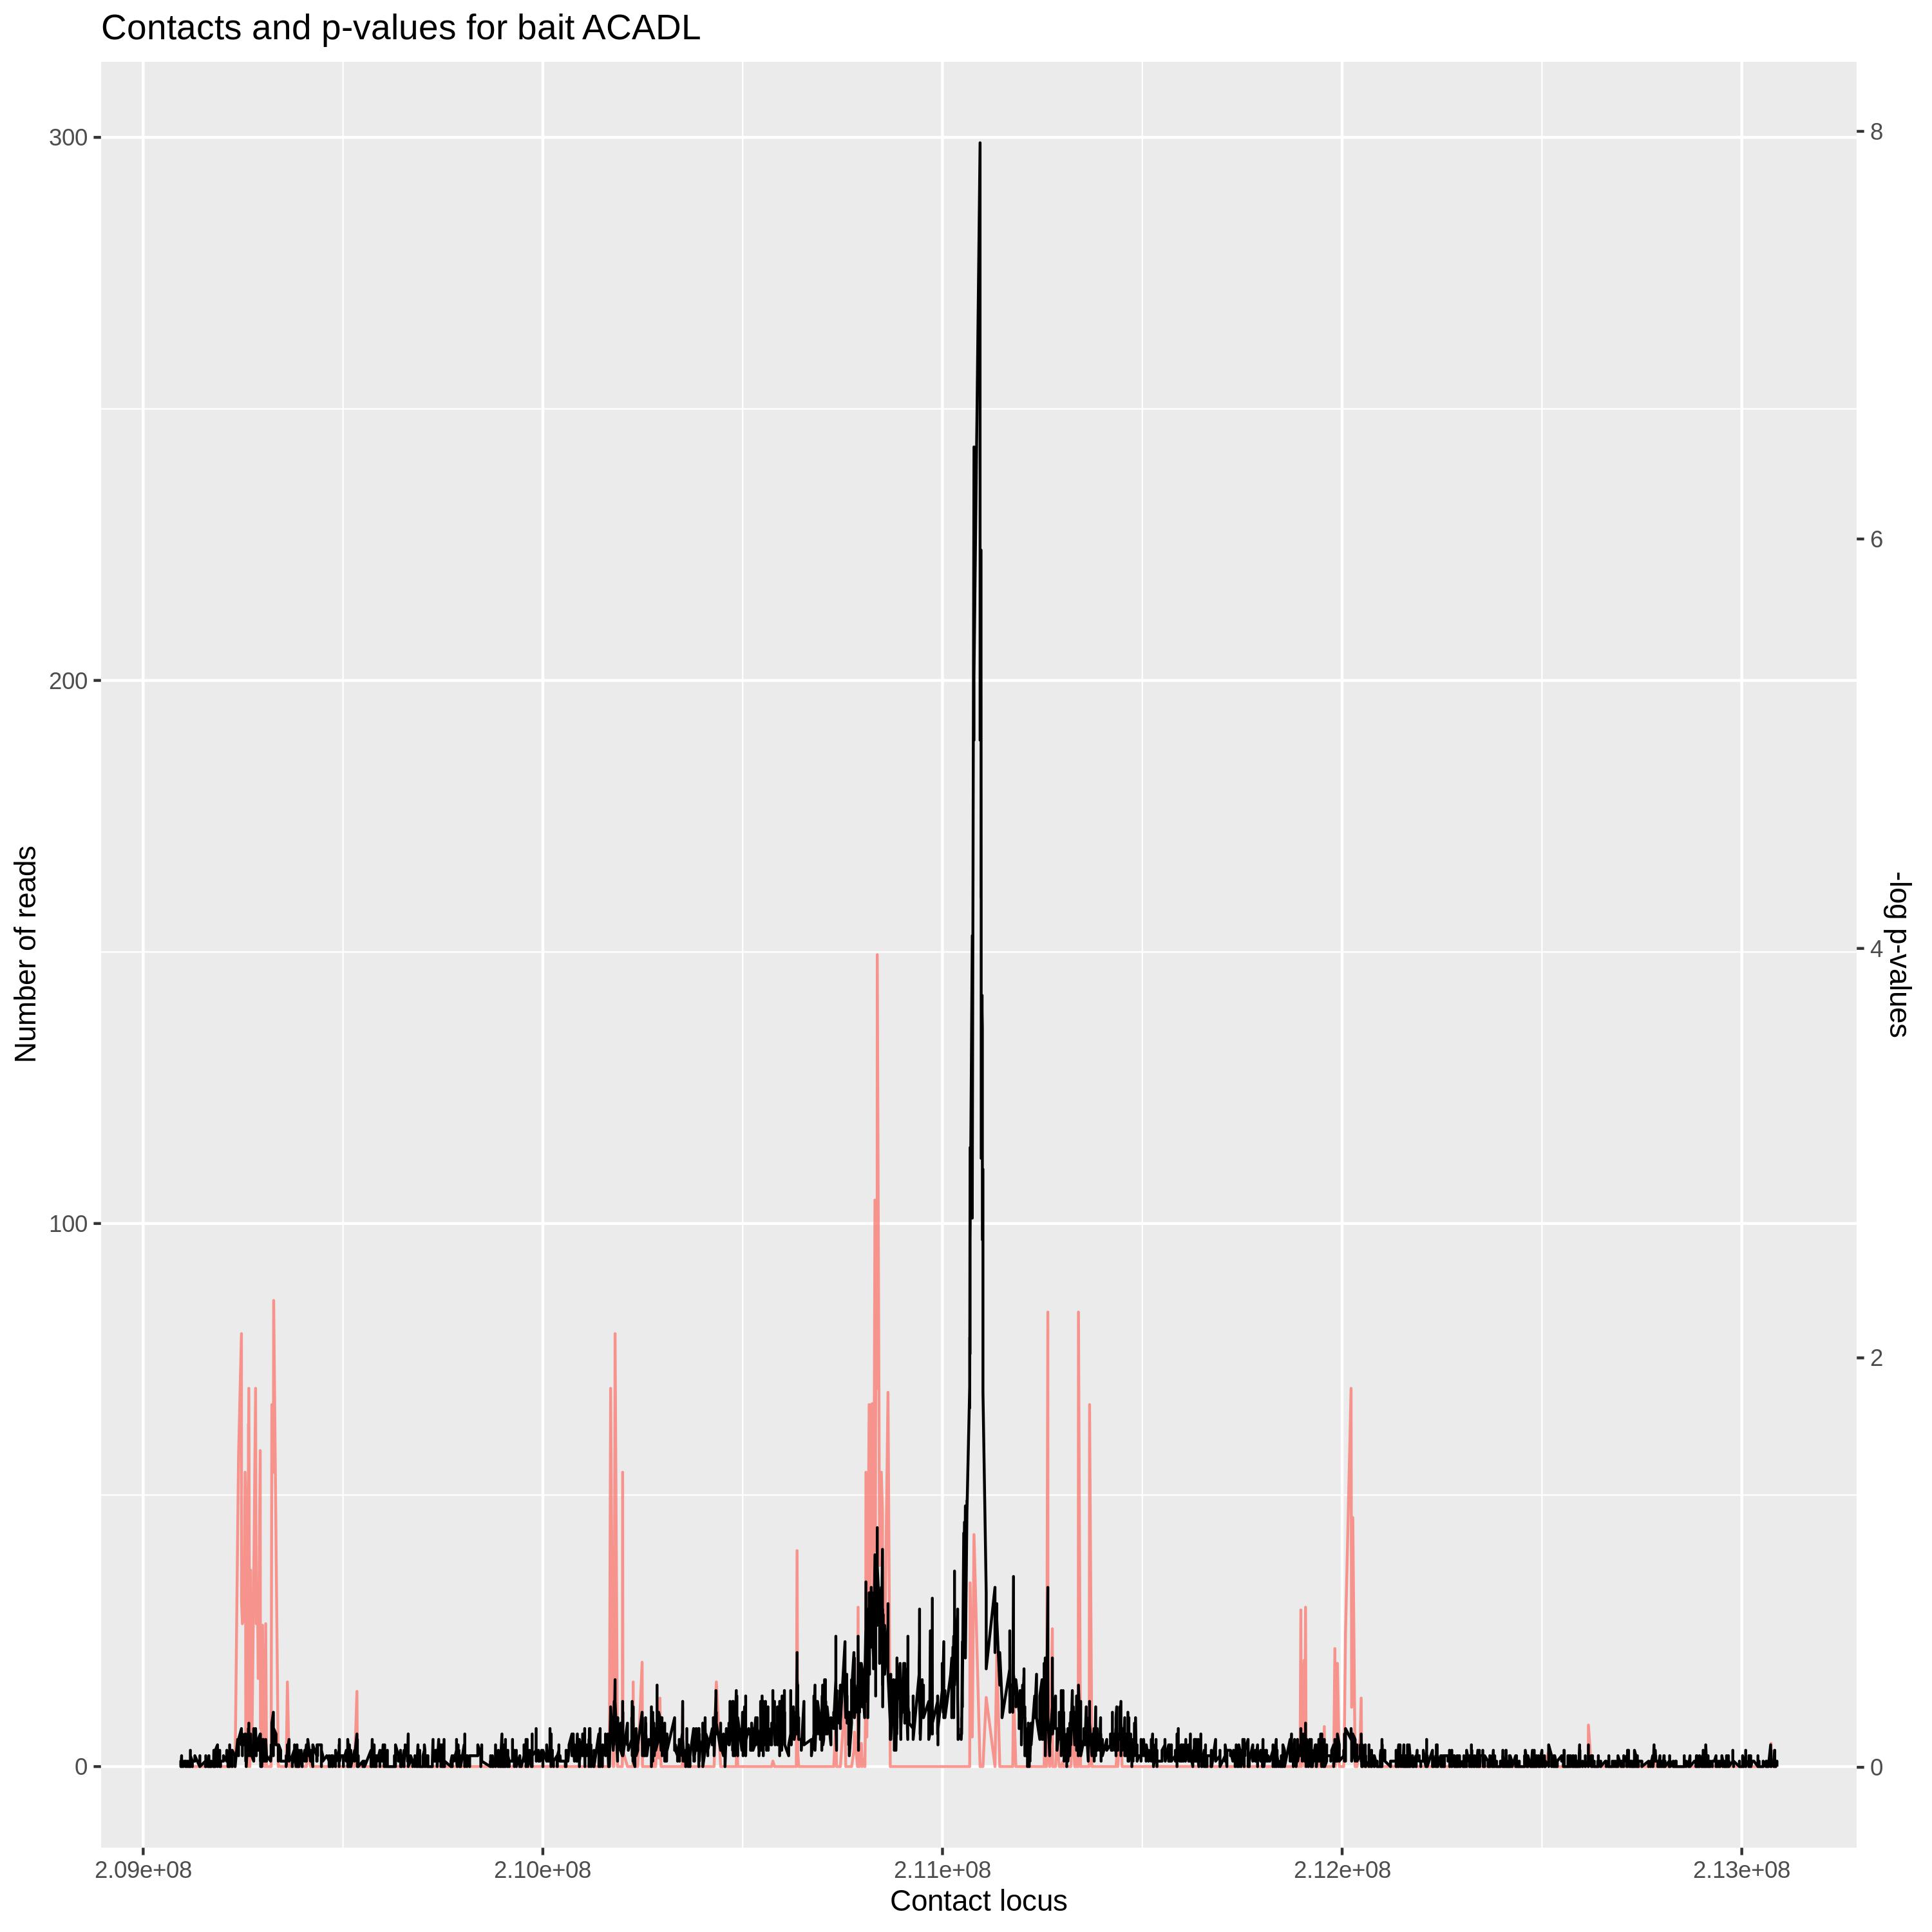 Contacts and p-values for bait ACADL
300
200
100
0
Number of reads
8
6
4
2
0
-log p-values
2.09e+08
2.10e+08
2.11e+08
2.12e+08
2.13e+08
Contact locus